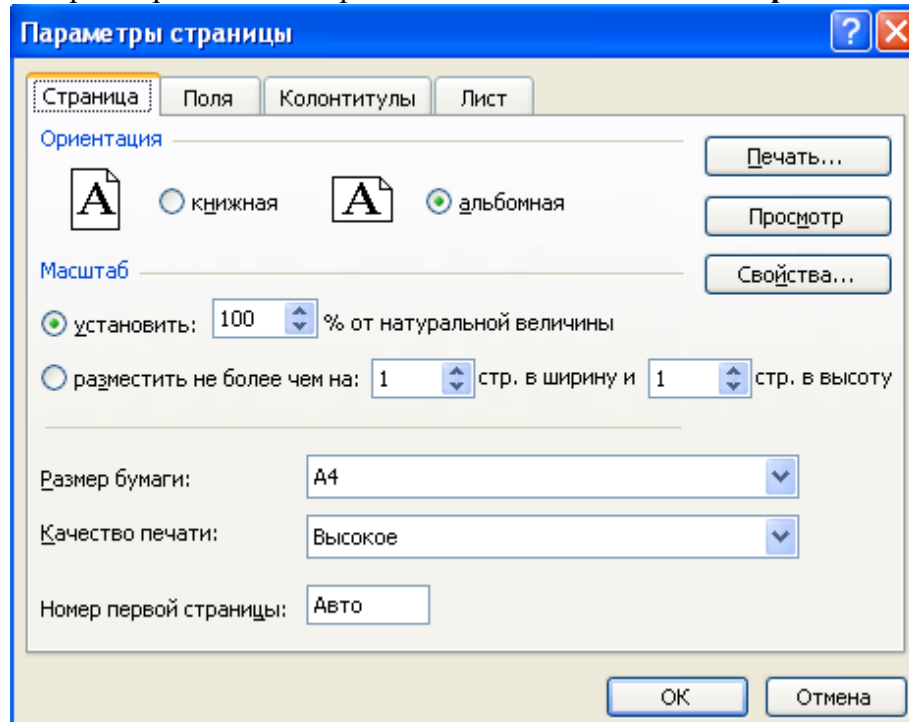 Параметры страницы
Страница Поля Колонтитулы Лист
Ориентация
Печать...
A книжная A альбомная
Просмотр
Масштаб
Свойства...
установить: 100 % от натуральной величины
разместить не более чем на: 1 стр. в ширину и 1 стр. в высоту
Размер бумаги: A4
Качество печати: Высокое
Номер первой страницы: Авто
ОК Отмена